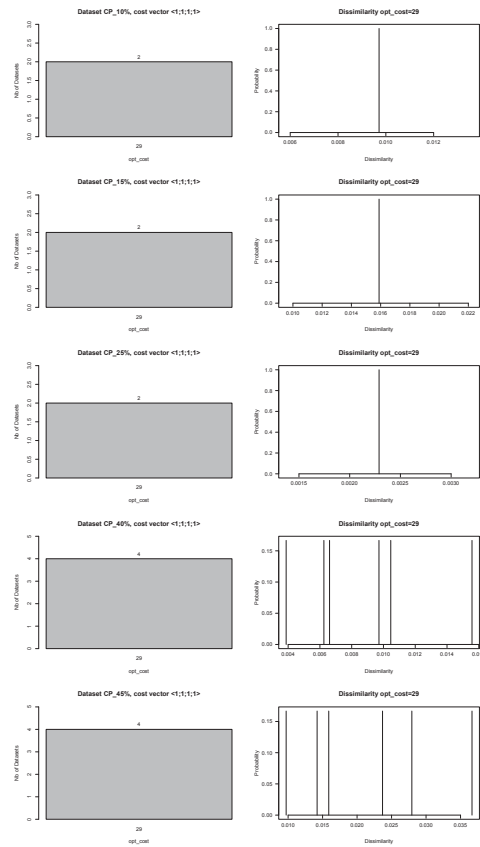 Dataset CP_10%, cost vector <1;1;1;1>
Nb of Datasets
0.0 0.5 1.0 1.5 2.0 2.5 3.0
2
29
opt_cost
Dissimilarity opt_cost=29
Probability
0.0 0.2 0.4 0.6 0.8 1.0
0.006 0.008 0.010 0.012
Dissimilarity
Dataset CP_15%, cost vector <1;1;1;1>
Nb of Datasets
0.0 0.5 1.0 1.5 2.0 2.5 3.0
2
29
opt_cost
Dissimilarity opt_cost=29
Probability
0.0 0.2 0.4 0.6 0.8 1.0
0.010 0.012 0.014 0.016 0.018 0.020 0.022
Dissimilarity
Dataset CP_25%, cost vector <1;1;1;1>
Nb of Datasets
0.0 0.5 1.0 1.5 2.0 2.5 3.0
2
29
opt_cost
Dissimilarity opt_cost=29
Probability
0.0 0.2 0.4 0.6 0.8 1.0
0.0015 0.0020 0.0025 0.0030
Dissimilarity
Dataset CP_40%, cost vector <1;1;1;1>
Nb of Datasets
0 1 2 3 4 5
4
29
opt_cost
Dissimilarity opt_cost=29
Probability
0.00 0.05 0.10 0.15
0.004 0.006 0.008 0.010 0.012 0.014 0.0
Dissimilarity
Dataset CP_45%, cost vector <1;1;1;1>
Nb of Datasets
0 1 2 3 4 5
4
29
opt_cost
Dissimilarity opt_cost=29
Probability
0.00 0.05 0.10 0.15
0.010 0.015 0.020 0.025 0.030 0.035
Dissimilarity